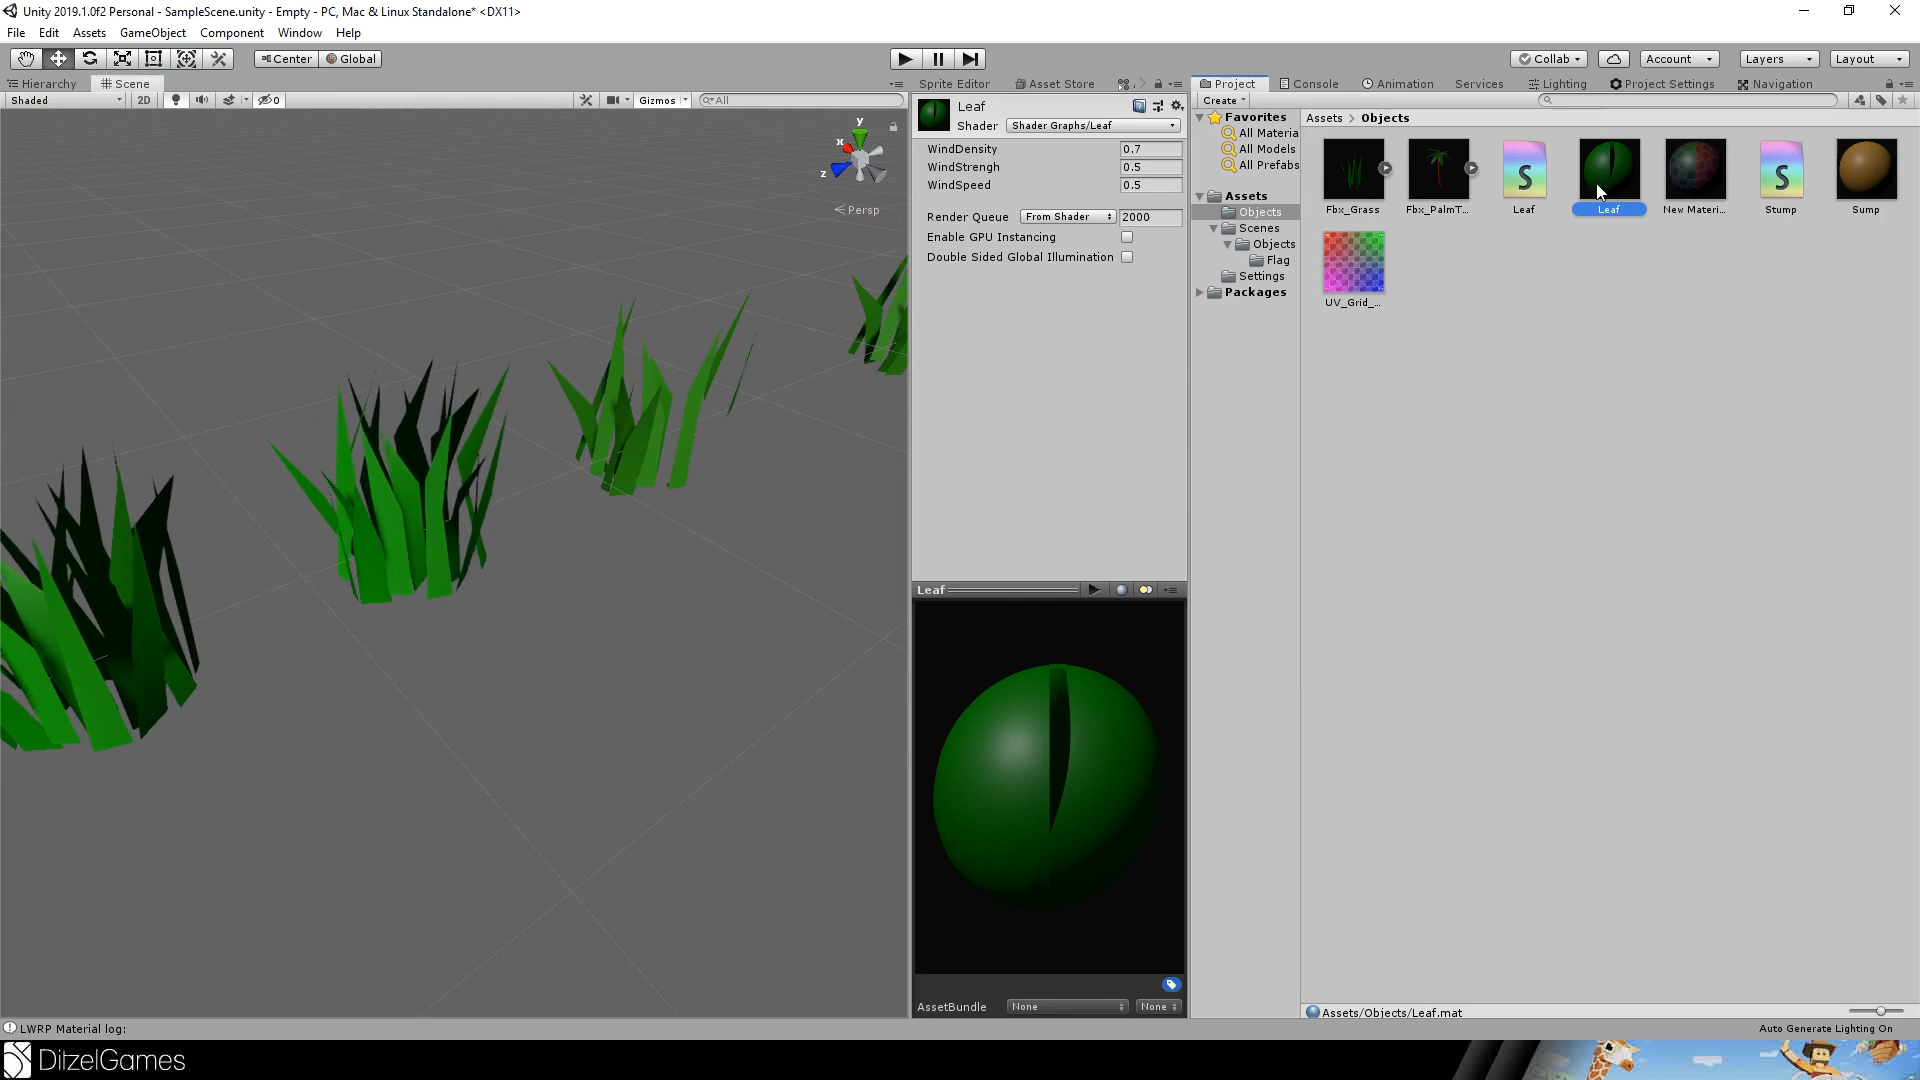 Unity 2019.1.0f2 Personal - SampleScene.unity - Empty - PC, Mac & Linux Standalone* <DX11>
File Edit Assets GameObject Component Window Help
Center Global
Collab Account Layers Layout
Hierarchy Scene
Sprite Editor Asset Store
Project Console Animation Services Lighting Project Settings Navigation
Shaded 2D 0 Gizmos All
Create
y
x
z
Persp
Leaf
Shader Shader Graphs/Leaf
WindDensity 0.7
WindStrengh 0.5
WindSpeed 0.5
Render Queue From Shader 2000
Enable GPU Instancing
Double Sided Global Illumination
Leaf
AssetBundle None None
Favorites
All Materia
All Models
All Prefabs
Assets
Objects
Scenes
Objects
Flag
Settings
Packages
Assets > Objects
S S
Fbx_Grass Fbx_PalmT... Leaf Leaf New Materi... Stump Sump
UV_Grid_...
Assets/Objects/Leaf.mat
LWRP Material log:
Auto Generate Lighting On
DitzelGames